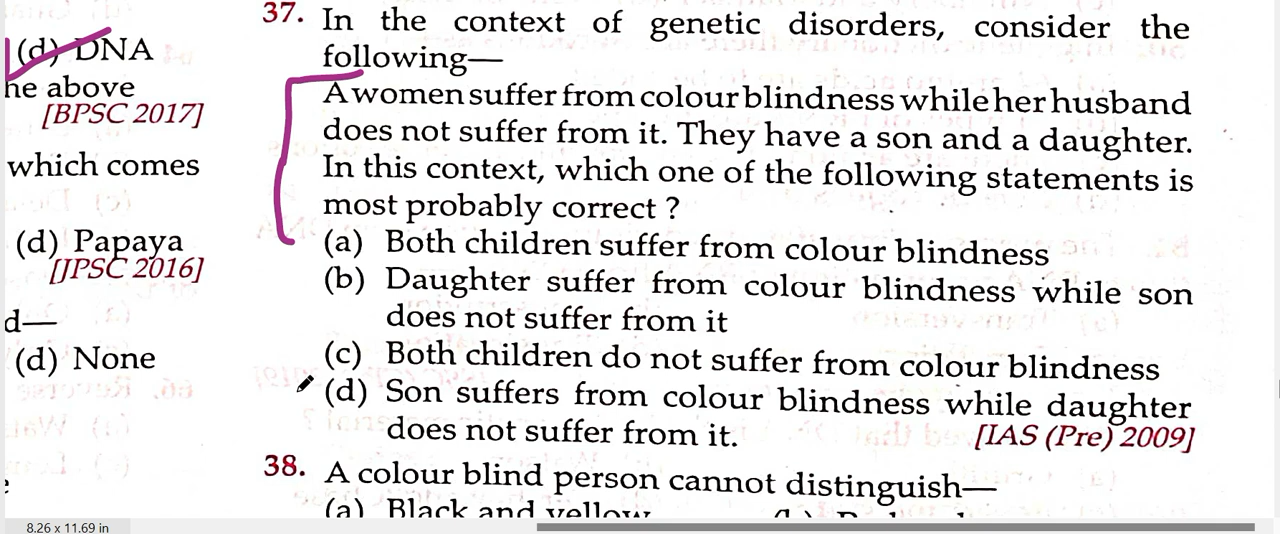 (d) DNA
he above
[BPSC 2017]
which comes
(d) Papaya
[JPSC 2016]
d—
(d) None
37. In the context of genetic disorders, consider the
following—
A women suffer from colour blindness while her husband
does not suffer from it. They have a son and a daughter.
In this context, which one of the following statements is
most probably correct ?
(a) Both children suffer from colour blindness
(b) Daughter suffer from colour blindness while son
does not suffer from it
(c) Both children do not suffer from colour blindness
(d) Son suffers from colour blindness while daughter
does not suffer from it.
[IAS (Pre) 2009]
38. A colour blind person cannot distinguish—
(a) Black and yellow
8.26 x 11.69 in